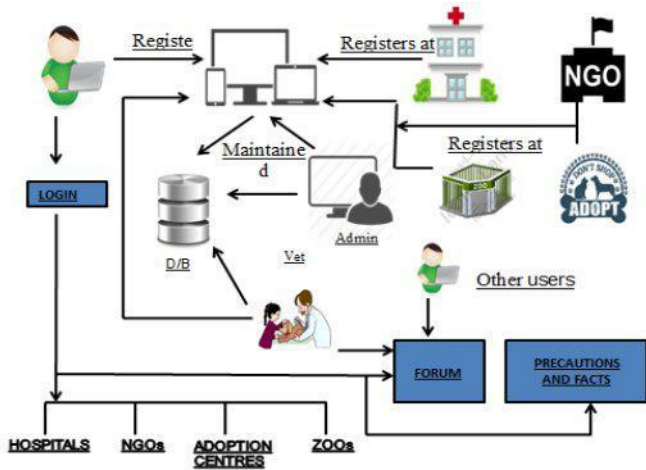 Registe
Registers at
NGO
Maintaine
d
Registers at
ZOO
DON'T SHOP
ADOPT
LOGIN
Admin
D/B
Vet
Other users
FORUM
PRECAUTIONS
AND FACTS
HOSPITALS
NGOs
ADOPTION
CENTRES
ZOOs